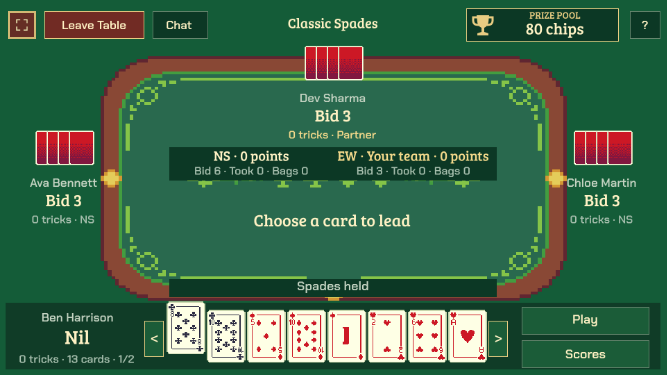 Leave Table
Chat
Classic Spades
PRIZE POOL
80 chips
?
Dev Sharma
Bid 3
0 tricks · Partner
NS · 0 points
Bid 6 · Took 0 · Bags 0
EW · Your team · 0 points
Bid 3 · Took 0 · Bags 0
Ava Bennett
Bid 3
0 tricks · NS
Chloe Martin
Bid 3
0 tricks · NS
Choose a card to lead
Spades held
Ben Harrison
Nil
0 tricks · 13 cards · 1/2
<
>
Play
Scores